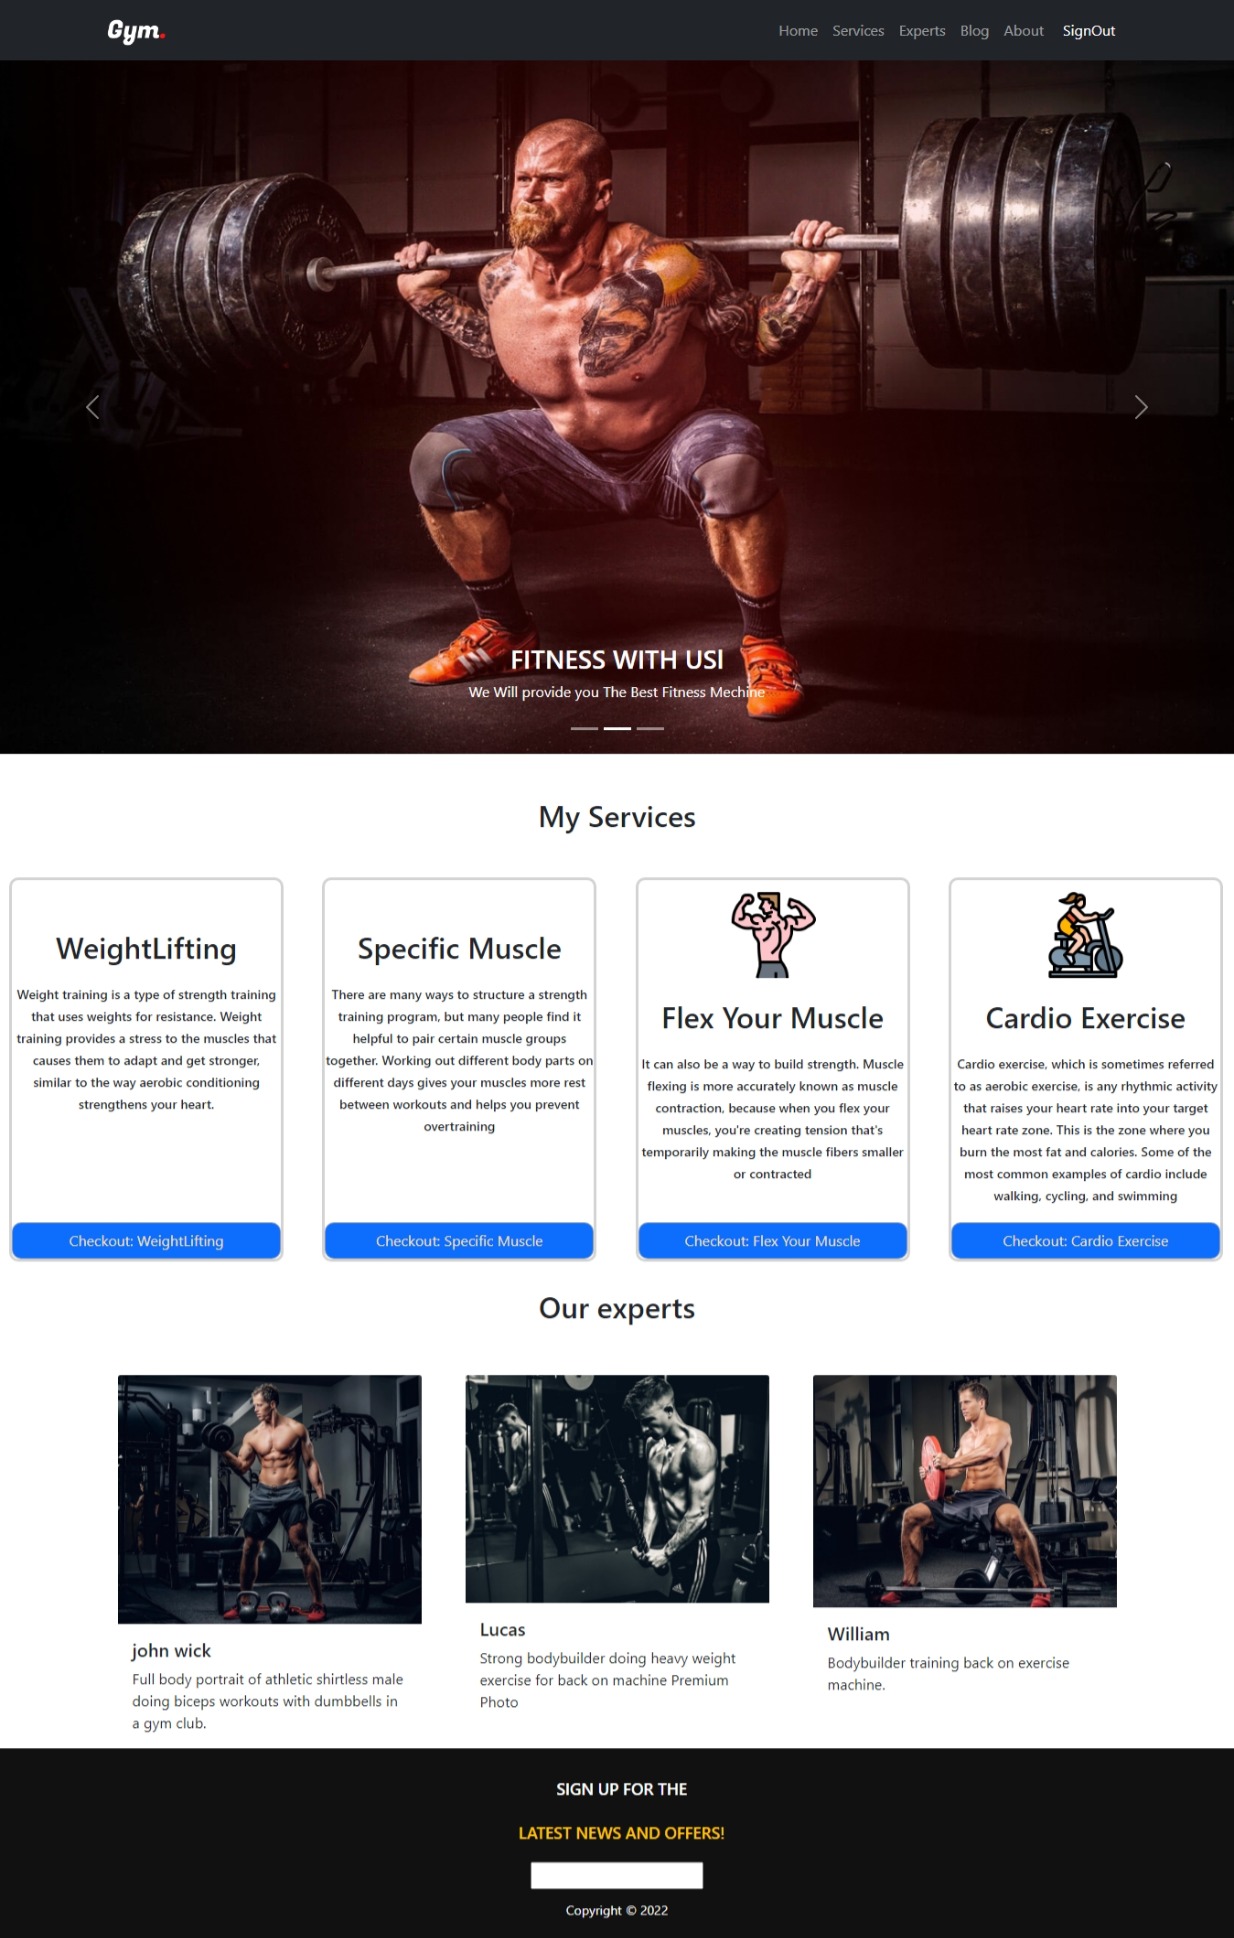 Gym.
Home Services Experts Blog About SignOut
FITNESS WITH US!
We Will provide you The Best Fitness Mechine
My Services
WeightLifting
Weight training is a type of strength training
that uses weights for resistance. Weight
training provides a stress to the muscles that
causes them to adapt and get stronger,
similar to the way aerobic conditioning
strengthens your heart.
Checkout: WeightLifting
Specific Muscle
There are many ways to structure a strength
training program, but many people find it
helpful to pair certain muscle groups
together. Working out different body parts on
different days gives your muscles more rest
between workouts and helps you prevent
overtraining
Checkout: Specific Muscle
Flex Your Muscle
It can also be a way to build strength. Muscle
flexing is more accurately known as muscle
contraction, because when you flex your
muscles, you're creating tension that's
temporarily making the muscle fibers smaller
or contracted
Checkout: Flex Your Muscle
Cardio Exercise
Cardio exercise, which is sometimes referred
to as aerobic exercise, is any rhythmic activity
that raises your heart rate into your target
heart rate zone. This is the zone where you
burn the most fat and calories. Some of the
most common examples of cardio include
walking, cycling, and swimming
Checkout: Cardio Exercise
Our experts
john wick
Full body portrait of athletic shirtless male
doing biceps workouts with dumbbells in
a gym club.
Lucas
Strong bodybuilder doing heavy weight
exercise for back on machine Premium
Photo
William
Bodybuilder training back on exercise
machine.
SIGN UP FOR THE
LATEST NEWS AND OFFERS!
Copyright © 2022